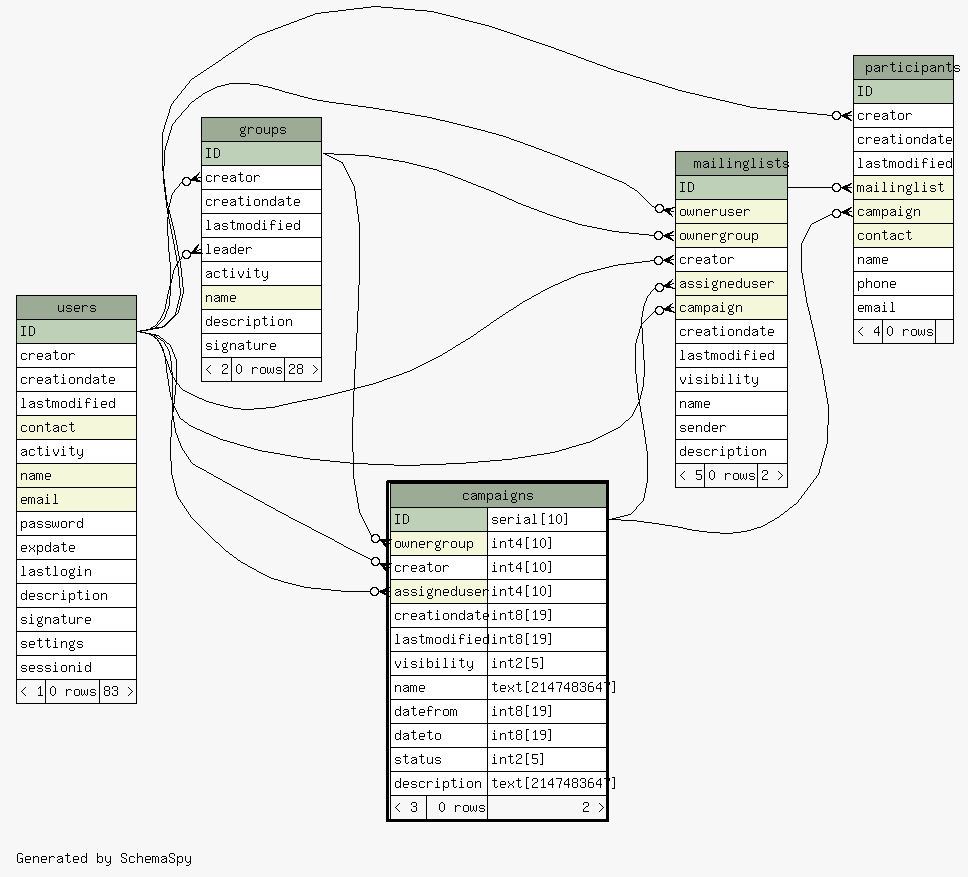 users
ID
creator
creationdate
lastmodified
contact
activity
name
email
password
expdate
lastlogin
description
signature
settings
sessionid
< 1 0 rows 83 >
groups
ID
creator
creationdate
lastmodified
leader
activity
name
description
signature
< 2 0 rows 28 >
campaigns
ID serial[10]
ownergroup int4[10]
creator int4[10]
assigneduser int4[10]
creationdate int8[19]
lastmodified int8[19]
visibility int2[5]
name text[2147483647]
datefrom int8[19]
dateto int8[19]
status int2[5]
description text[2147483647]
< 3 0 rows 2 >
mailinglists
ID
owneruser
ownergroup
creator
assigneduser
campaign
creationdate
lastmodified
visibility
name
sender
description
< 5 0 rows 2 >
participants
ID
creator
creationdate
lastmodified
mailinglist
campaign
contact
name
phone
email
< 4 0 rows
Generated by SchemaSpy